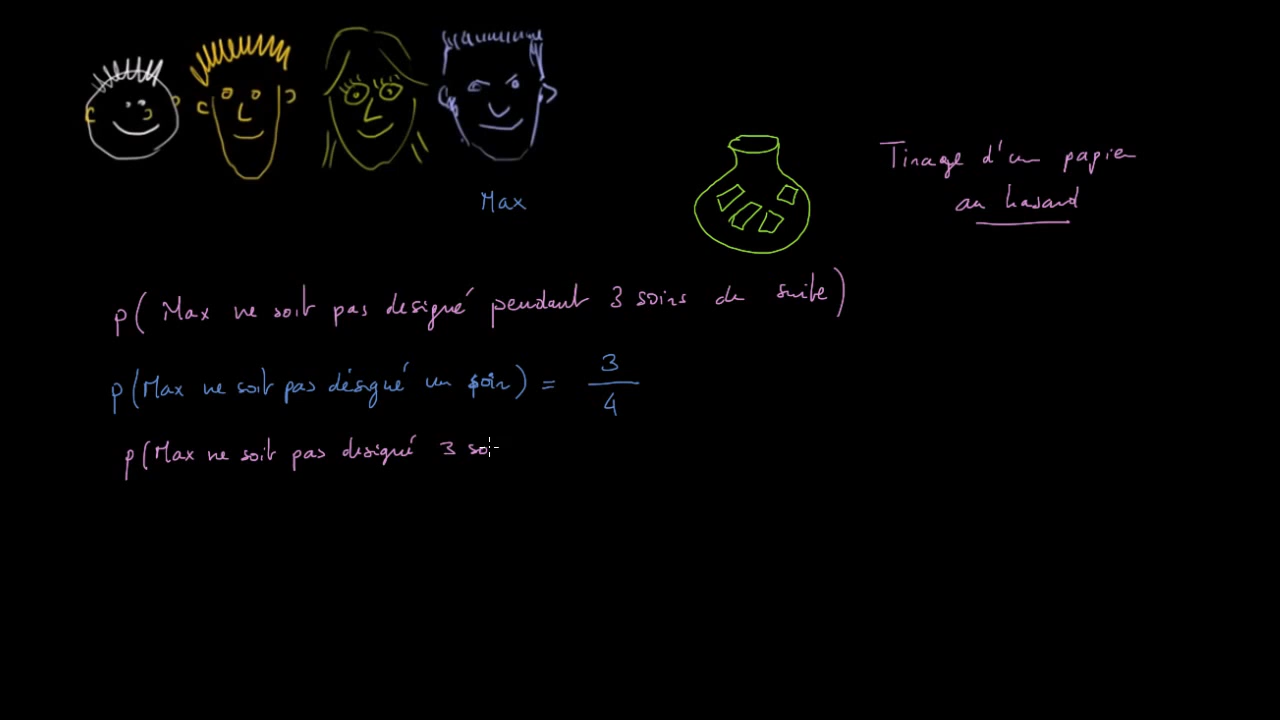 Max
Tirage d'un papier
au hasard
p( Max ne soit pas designé pendant 3 soirs de suite)
p(Max ne soit pas désigné un soir) = 3/4
p(Max ne soit pas designé 3 soi